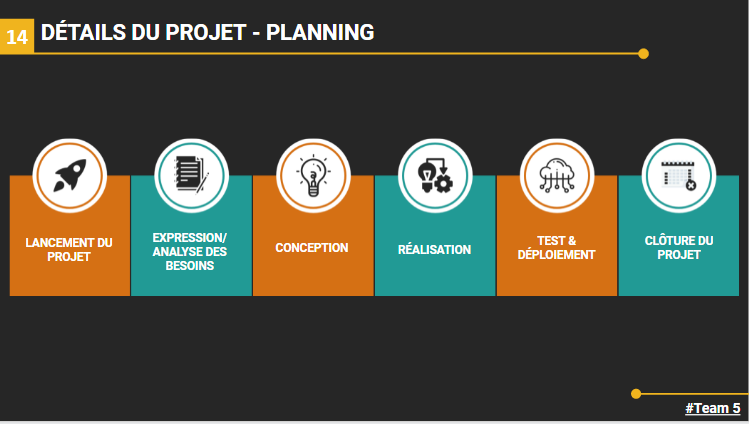 14
DÉTAILS DU PROJET - PLANNING
LANCEMENT DU
PROJET
EXPRESSION/
ANALYSE DES
BESOINS
CONCEPTION
RÉALISATION
TEST &
DÉPLOIEMENT
CLÔTURE DU
PROJET
#Team 5